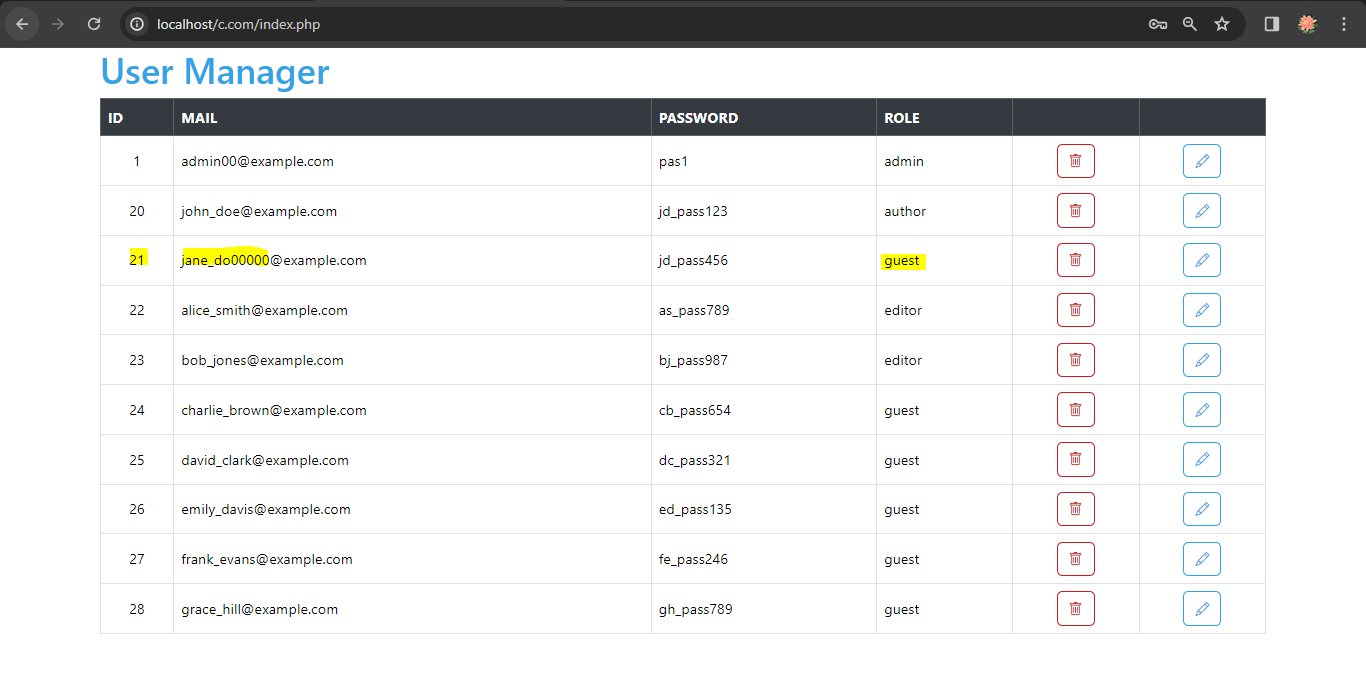 localhost/c.com/index.php
User Manager
ID MAIL PASSWORD ROLE
1 admin00@example.com pas1 admin
20 john_doe@example.com jd_pass123 author
21 jane_do00000@example.com jd_pass456 guest
22 alice_smith@example.com as_pass789 editor
23 bob_jones@example.com bj_pass987 editor
24 charlie_brown@example.com cb_pass654 guest
25 david_clark@example.com dc_pass321 guest
26 emily_davis@example.com ed_pass135 guest
27 frank_evans@example.com fe_pass246 guest
28 grace_hill@example.com gh_pass789 guest